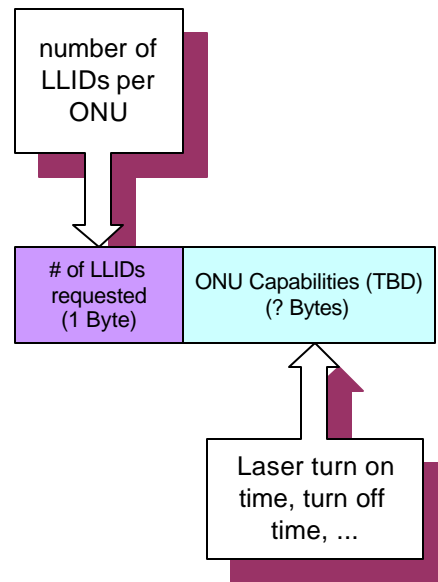 number of
LLIDs per
ONU
# of LLIDs
requested
(1 Byte)
ONU Capabilities (TBD)
(? Bytes)
Laser turn on
time, turn off
time, ...